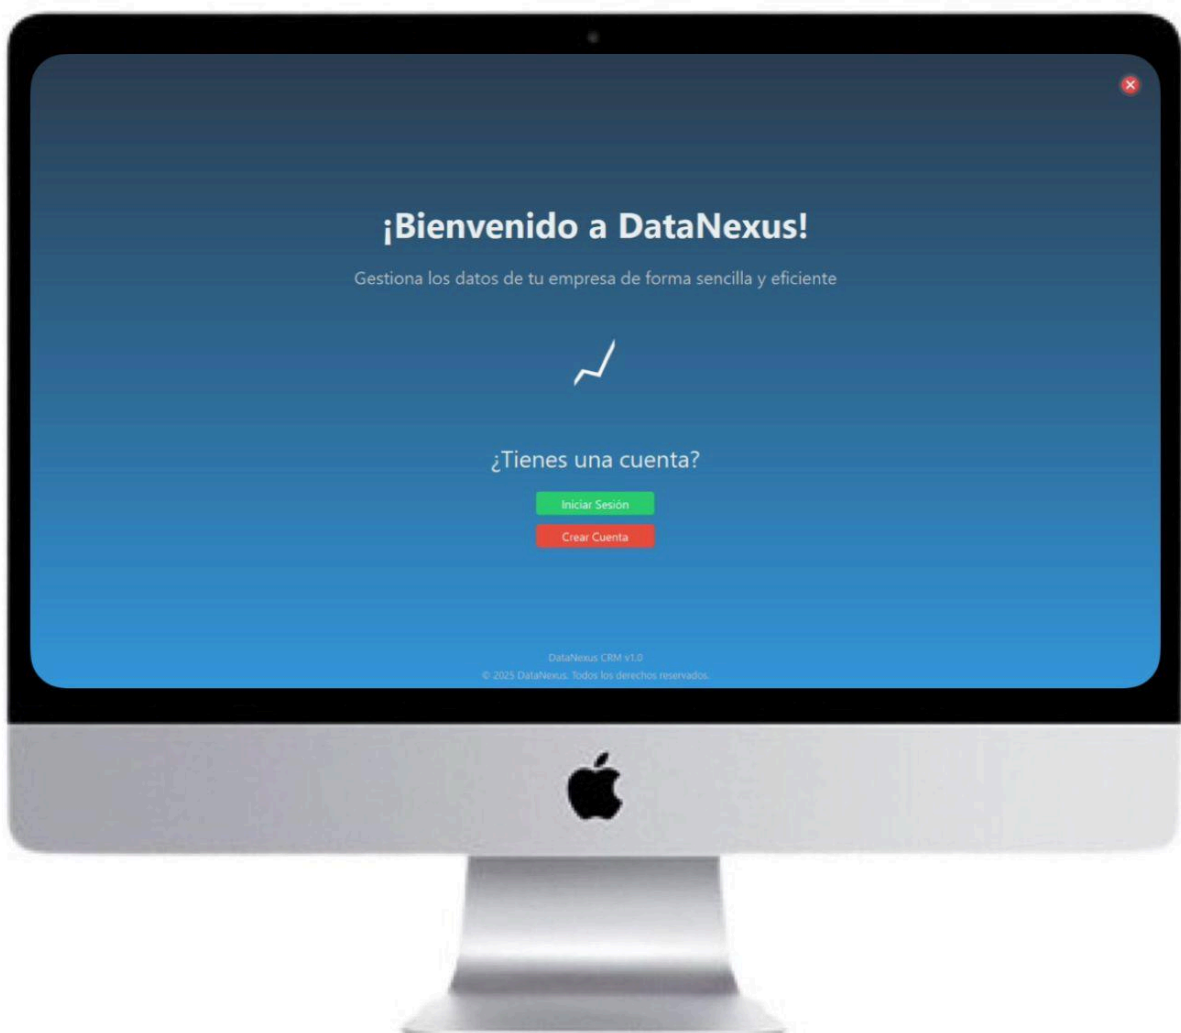 ¡Bienvenido a DataNexus!
Gestiona los datos de tu empresa de forma sencilla y eficiente
¿Tienes una cuenta?
Iniciar Sesión
Crear Cuenta
DataNexus CRM v1.0
© 2025 DataNexus. Todos los derechos reservados.